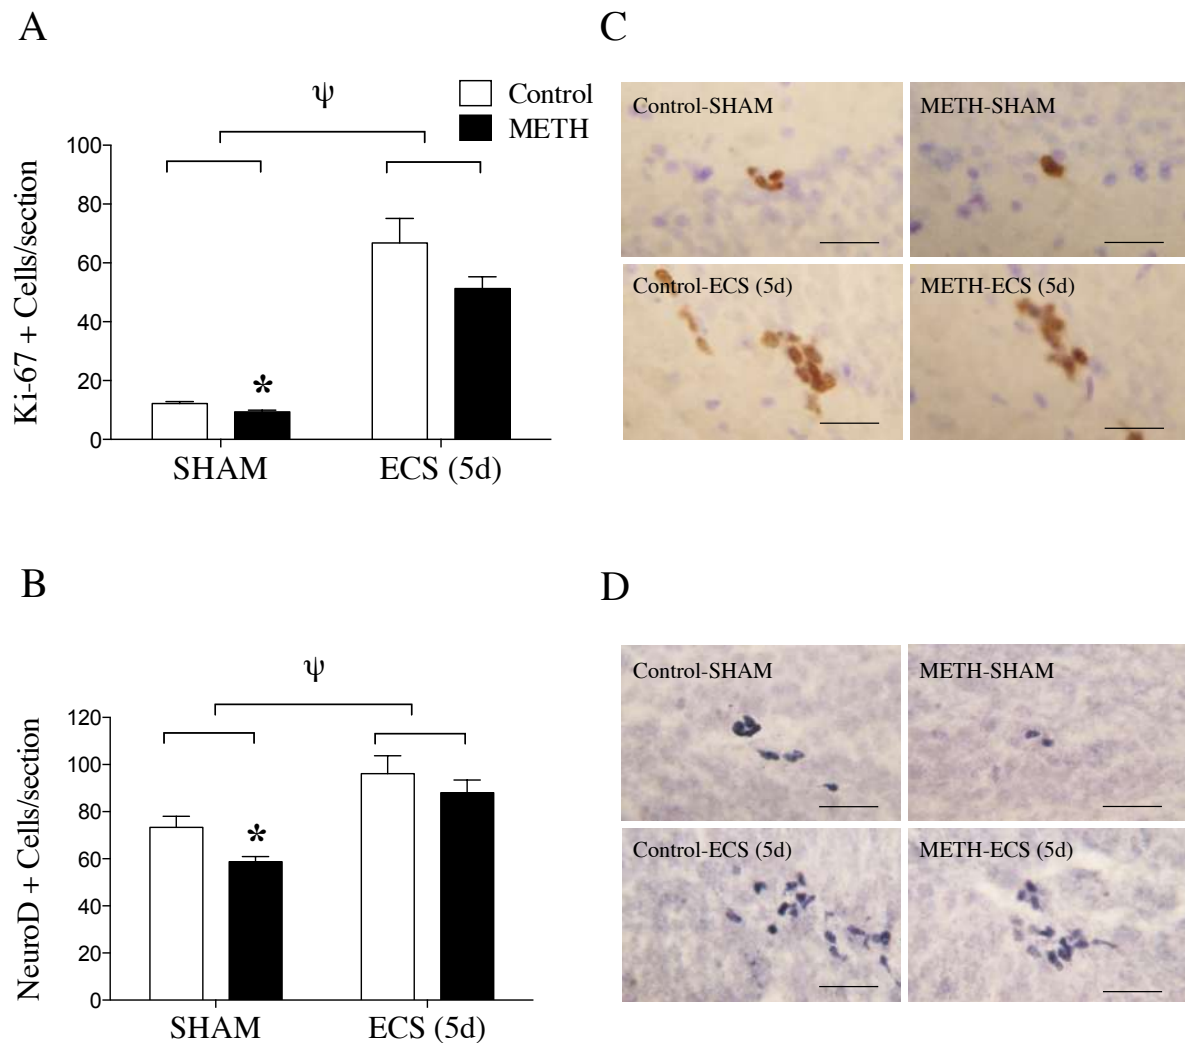 A
ψ
Control
METH
Ki-67 + Cells/section
100
80
60
40
20
0
*
SHAM
ECS (5d)
C
Control-SHAM
METH-SHAM
Control-ECS (5d)
METH-ECS (5d)
B
ψ
NeuroD + Cells/section
120
100
80
60
40
20
0
*
SHAM
ECS (5d)
D
Control-SHAM
METH-SHAM
Control-ECS (5d)
METH-ECS (5d)